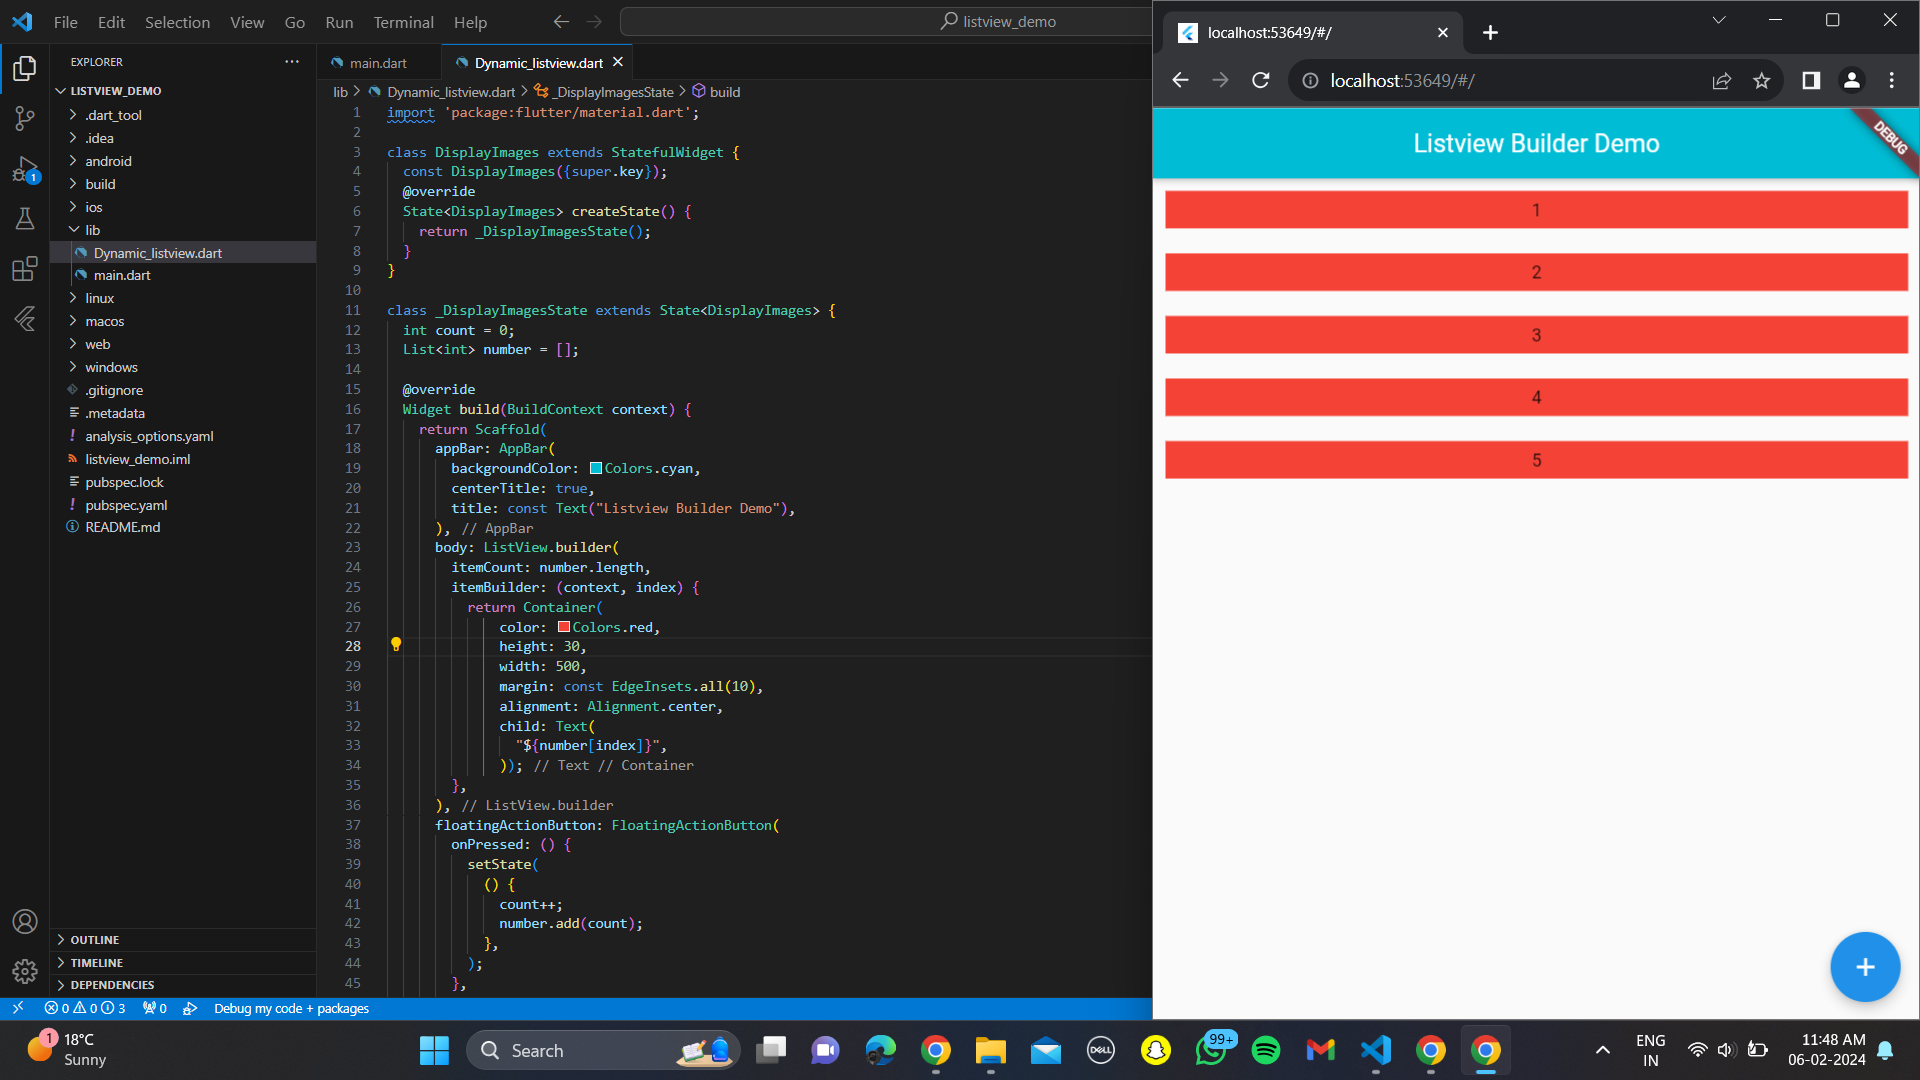 File Edit Selection View Go Run Terminal Help
listview_demo
EXPLORER
LISTVIEW_DEMO
.dart_tool
.idea
android
build
ios
lib
Dynamic_listview.dart
main.dart
linux
macos
web
windows
.gitignore
.metadata
analysis_options.yaml
listview_demo.iml
pubspec.lock
pubspec.yaml
README.md
OUTLINE
TIMELINE
DEPENDENCIES
1
main.dart
Dynamic_listview.dart
lib > Dynamic_listview.dart > _DisplayImagesState > build
1 import 'package:flutter/material.dart';
2
3 class DisplayImages extends StatefulWidget {
4 const DisplayImages({super.key});
5 @override
6 State<DisplayImages> createState() {
7 return _DisplayImagesState();
8 }
9 }
10
11 class _DisplayImagesState extends State<DisplayImages> {
12 int count = 0;
13 List<int> number = [];
14
15 @override
16 Widget build(BuildContext context) {
17 return Scaffold(
18 appBar: AppBar(
19 backgroundColor: Colors.cyan,
20 centerTitle: true,
21 title: const Text("Listview Builder Demo"),
22 ), // AppBar
23 body: ListView.builder(
24 itemCount: number.length,
25 itemBuilder: (context, index) {
26 return Container(
27 color: Colors.red,
28 height: 30,
29 width: 500,
30 margin: const EdgeInsets.all(10),
31 alignment: Alignment.center,
32 child: Text(
33 "${number[index]}",
34 )); // Text // Container
35 },
36 ), // ListView.builder
37 floatingActionButton: FloatingActionButton(
38 onPressed: () {
39 setState(
40 () {
41 count++;
42 number.add(count);
43 },
44 );
45 },
0 0 3 0 Debug my code + packages
localhost:53649/#/
localhost:53649/#/
Listview Builder Demo
DEBUG
1
2
3
4
5
+
1
18°C
Sunny
Search
DELL
99+
ENG
IN
11:48 AM
06-02-2024